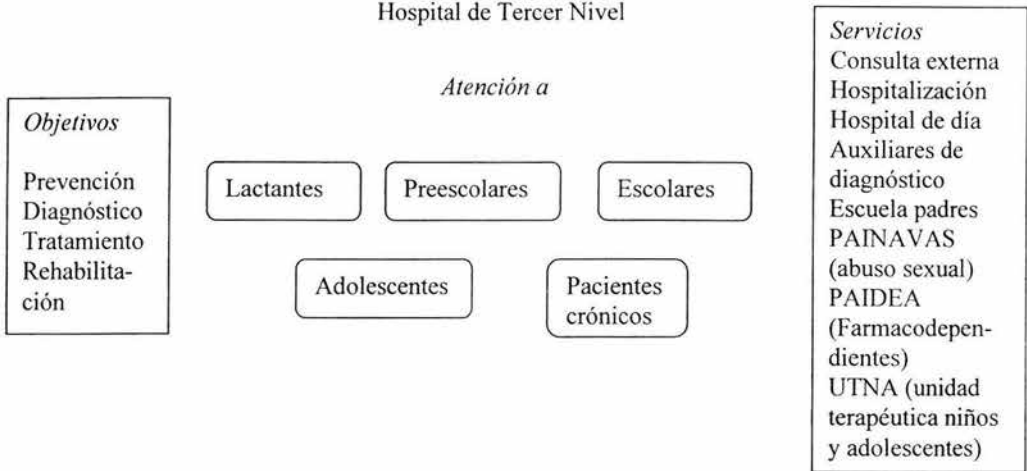 Hospital de Tercer Nivel
Atención a
Objetivos
Prevención
Diagnóstico
Tratamiento
Rehabilita-
ción
Lactantes
Preescolares
Escolares
Adolescentes
Pacientes
crónicos
Servicios
Consulta externa
Hospitalización
Hospital de día
Auxiliares de
diagnóstico
Escuela padres
PAINAVAS
(abuso sexual)
PAIDEA
(Farmacodepen-
dientes)
UTNA (unidad
terapéutica niños
y adolescentes)